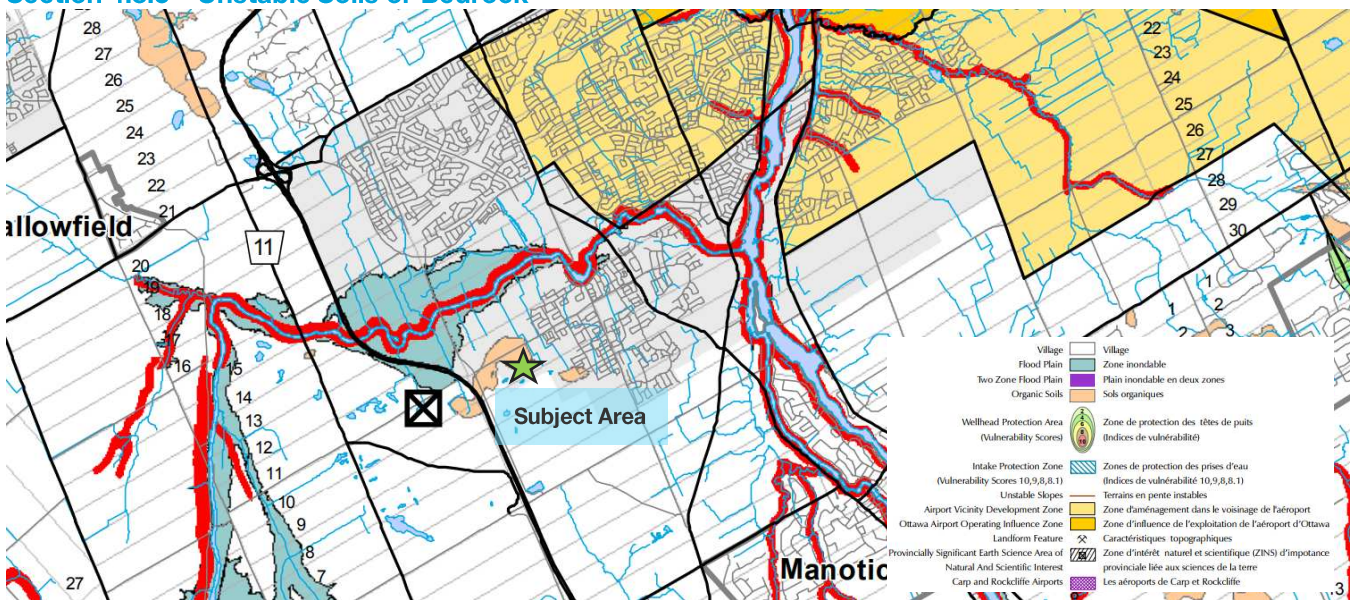 Section 4.8.3 – Unstable Soils or Bedrock
28
27
26
25
24
23
22
21
allowfield
11
20
19
18
17
16
15
14
13
12
11
10
9
8
7
27
22
23
24
25
26
27
28
29
30
1
2
1
2
3
Subject Area
Manotic
3
Village Village
Flood Plain Zone inondable
Two Zone Flood Plain Plain inondable en deux zones
Organic Soils Sols organiques
Wellhead Protection Area Zone de protection des têtes de puits
(Vulnerability Scores) (Indices de vulnérabilité)
2
4
6
8
10
Intake Protection Zone Zones de protection des prises d'eau
(Vulnerability Scores 10,9,8,8.1) (Indices de vulnérabilité 10,9,8,8.1)
Unstable Slopes Terrains en pente instables
Airport Vicinity Development Zone Zone d'aménagement dans le voisinage de l'aéroport
Ottawa Airport Operating Influence Zone Zone d'influence de l'exploitation de l'aéroport d'Ottawa
Landform Feature Caractéristiques topographiques
Provincially Significant Earth Science Area of Zone d'intérêt naturel et scientifique (ZINS) d'impotance
Natural And Scientific Interest provinciale liée aux sciences de la terre
Carp and Rockcliffe Airports Les aéroports de Carp et Rockcliffe